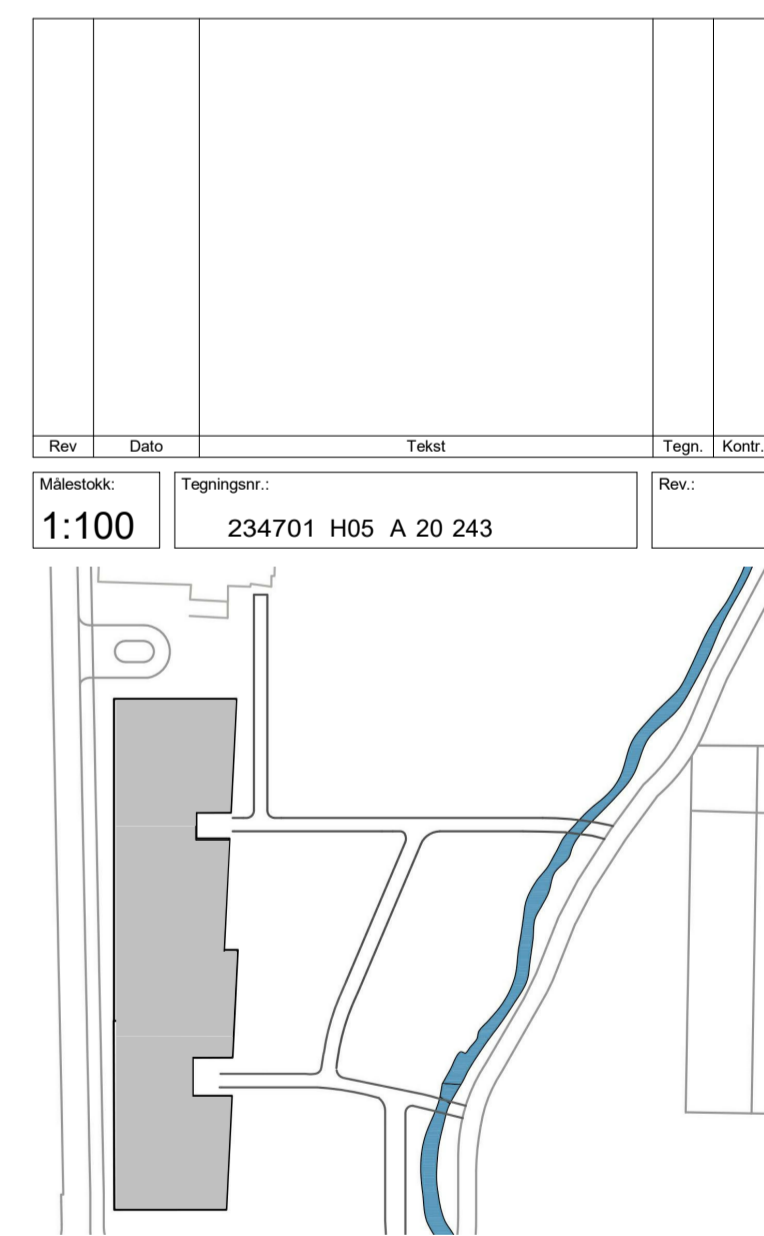 Rev Dato Tekst Tegn. Kontr.
Målestokk: Tegningsnr.: Rev.:
1:100 234701 H05 A 20 243